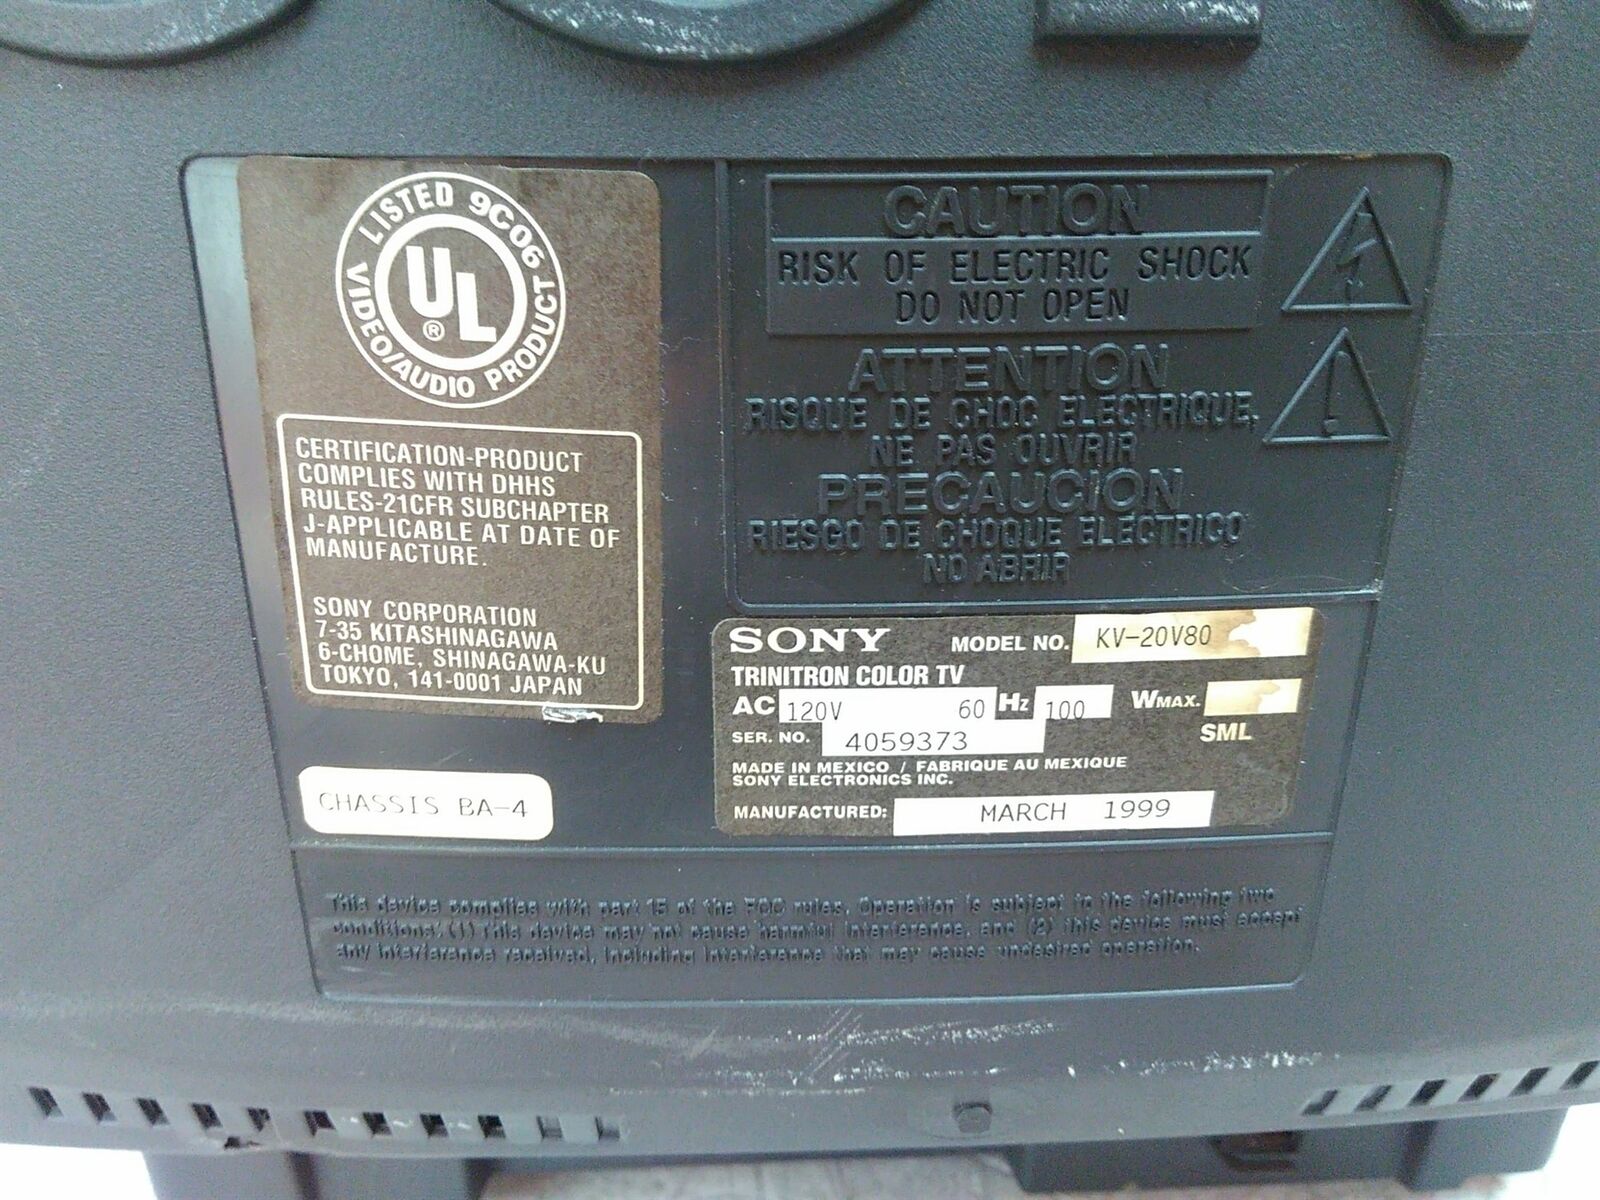 LISTED 9C06
UL
®
VIDEO/AUDIO PRODUCT
CERTIFICATION-PRODUCT
COMPLIES WITH DHHS
RULES-21CFR SUBCHAPTER
J-APPLICABLE AT DATE OF
MANUFACTURE.
SONY CORPORATION
7-35 KITASHINAGAWA
6-CHOME, SHINAGAWA-KU
TOKYO, 141-0001 JAPAN
CHASSIS BA-4
CAUTION
RISK OF ELECTRIC SHOCK
DO NOT OPEN
ATTENTION
RISQUE DE CHOC ELECTRIQUE,
NE PAS OUVRIR
PRECAUCION
RIESGO DE CHOQUE ELECTRICO
NO ABRIR
SONY MODEL NO. KV-20V80
TRINITRON COLOR TV
AC 120V 60 Hz 100 WMAX.
SER. NO. 4059373 SML
MADE IN MEXICO / FABRIQUE AU MEXIQUE
SONY ELECTRONICS INC.
MANUFACTURED: MARCH 1999
This device complies with part 15 of the FCC rules. Operation is subject to the following two
conditions. (1) This device may not cause harmful interference, and (2) this device must accept
any interference received, including interference that may cause undesired operation.